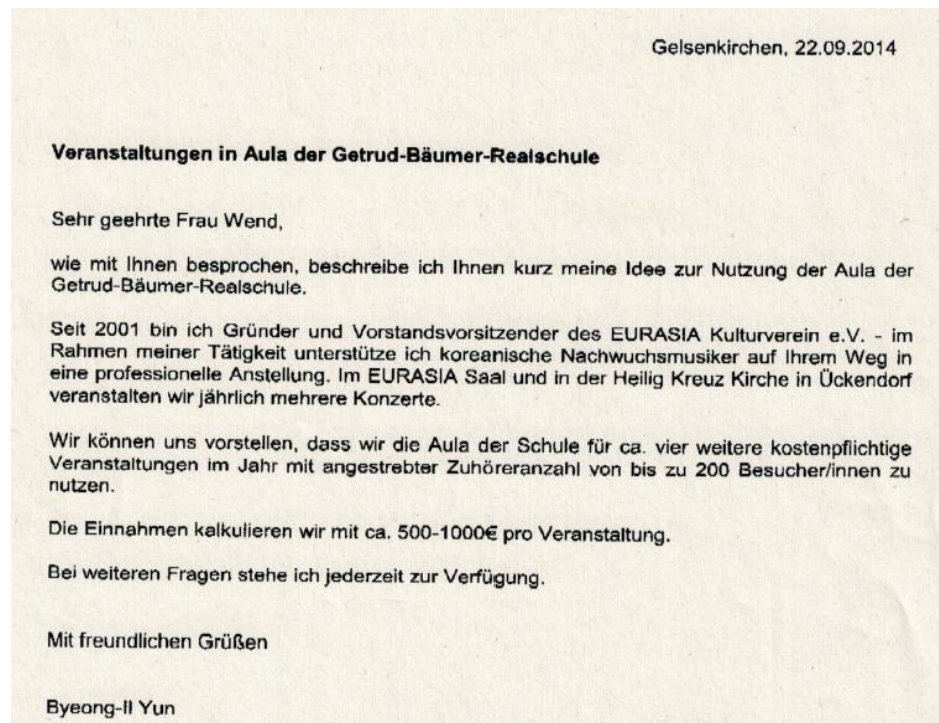 Gelsenkirchen, 22.09.2014
Veranstaltungen in Aula der Getrud-Bäumer-Realschule
Sehr geehrte Frau Wend,
wie mit Ihnen besprochen, beschreibe ich Ihnen kurz meine Idee zur Nutzung der Aula der
Getrud-Bäumer-Realschule.
Seit 2001 bin ich Gründer und Vorstandsvorsitzender des EURASIA Kulturverein e.V. - im
Rahmen meiner Tätigkeit unterstütze ich koreanische Nachwuchsmusiker auf Ihrem Weg in
eine professionelle Anstellung. Im EURASIA Saal und in der Heilig Kreuz Kirche in Ückendorf
veranstalten wir jährlich mehrere Konzerte.
Wir können uns vorstellen, dass wir die Aula der Schule für ca. vier weitere kostenpflichtige
Veranstaltungen im Jahr mit angestrebter Zuhöreranzahl von bis zu 200 Besucher/innen zu
nutzen.
Die Einnahmen kalkulieren wir mit ca. 500-1000€ pro Veranstaltung.
Bei weiteren Fragen stehe ich jederzeit zur Verfügung.
Mit freundlichen Grüßen
Byeong-Il Yun